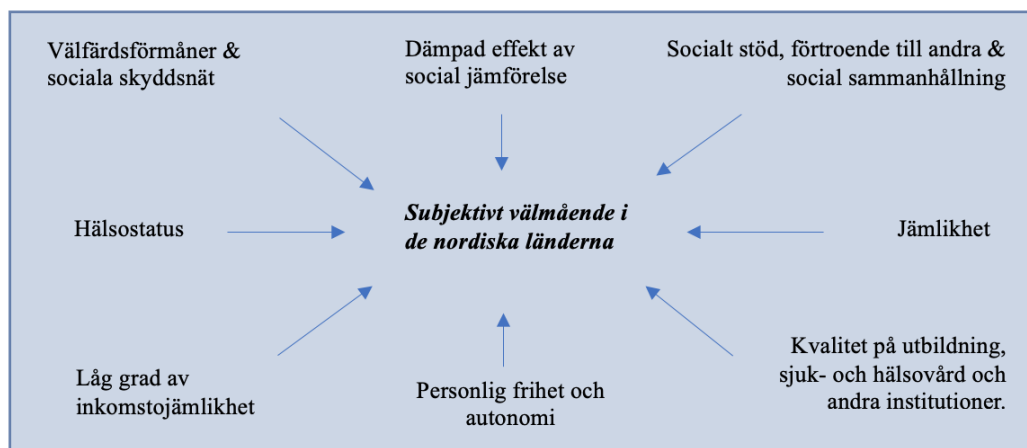 Välfärdsförmåner &
sociala skyddsnät
Dämpad effekt av
social jämförelse
Socialt stöd, förtroende till andra &
social sammanhållning
Hälsostatus
Subjektivt välmående i
de nordiska länderna
Jämlikhet
Låg grad av
inkomstojämlikhet
Personlig frihet och
autonomi
Kvalitet på utbildning,
sjuk- och hälsovård och
andra institutioner.